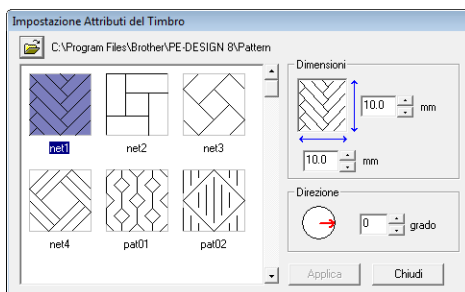 Impostazione Attributi del Timbro
C:\Program Files\Brother\PE-DESIGN 8\Pattern
net1 net2 net3
net4 pat01 pat02
Dimensioni
10.0 mm
10.0 mm
Direzione
0 grado
Applica Chiudi